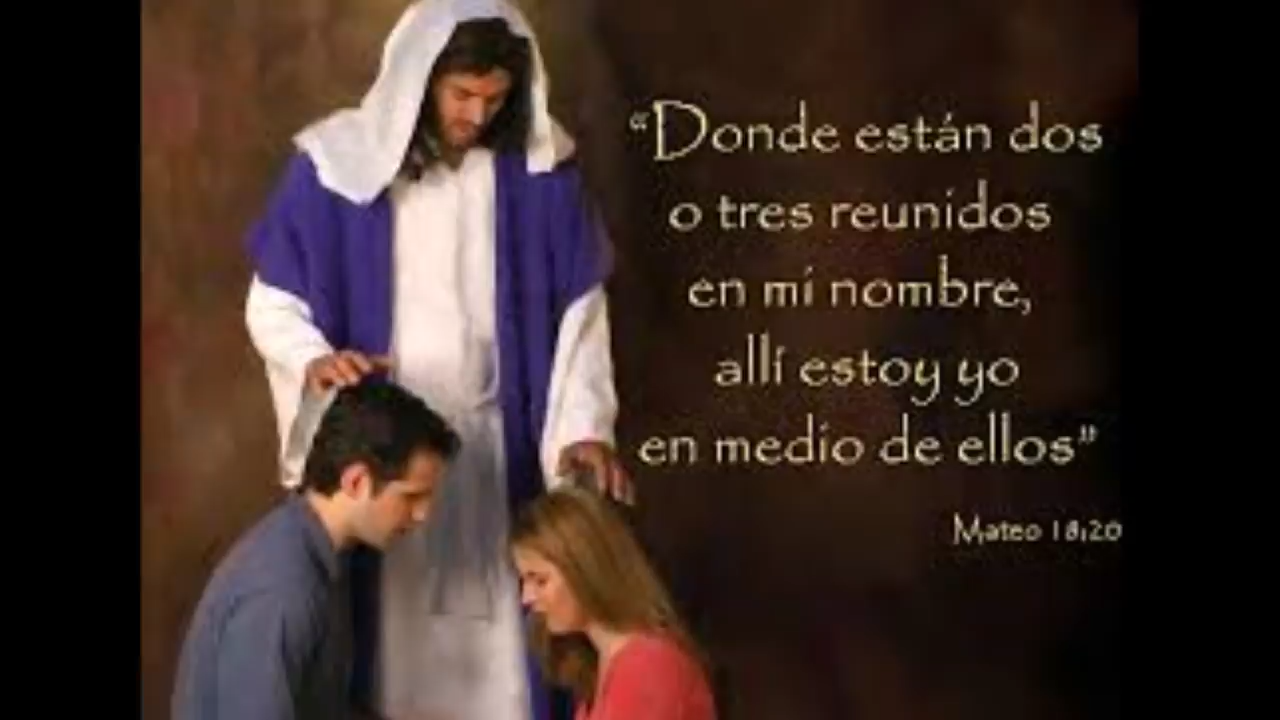 “Donde están dos
o tres reunidos
en mi nombre,
allí estoy yo
en medio de ellos”
Mateo 18:20